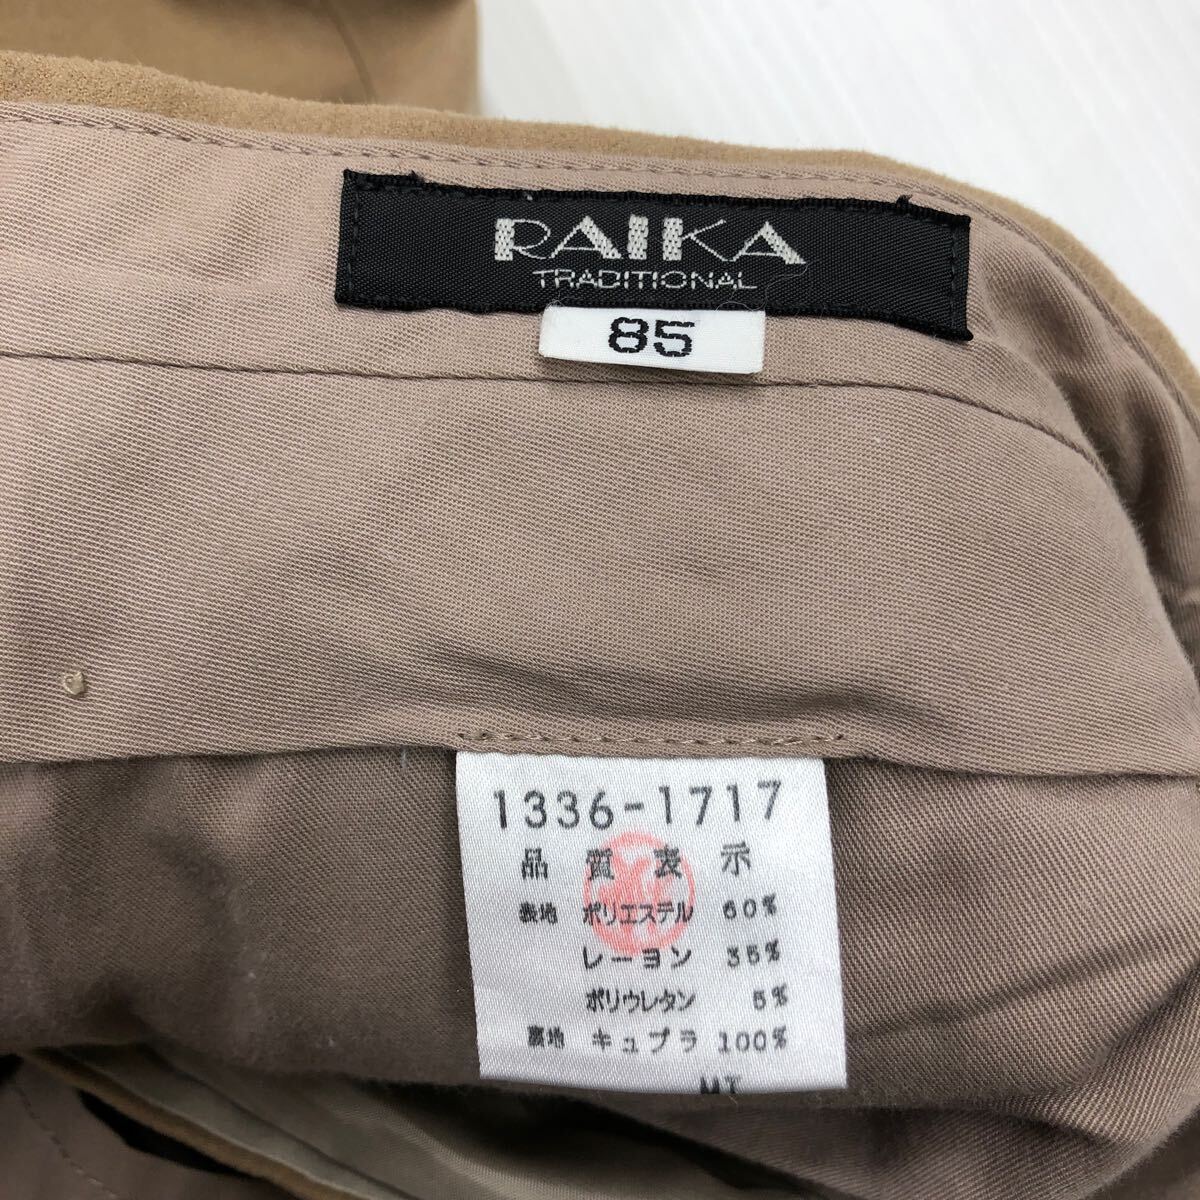 RAIKA
TRADITIONAL
85
1336-1717
品質表示
表地 ポリエステル 60%
レーヨン 35%
ポリウレタン 5%
裏地 キュプラ 100%
MT